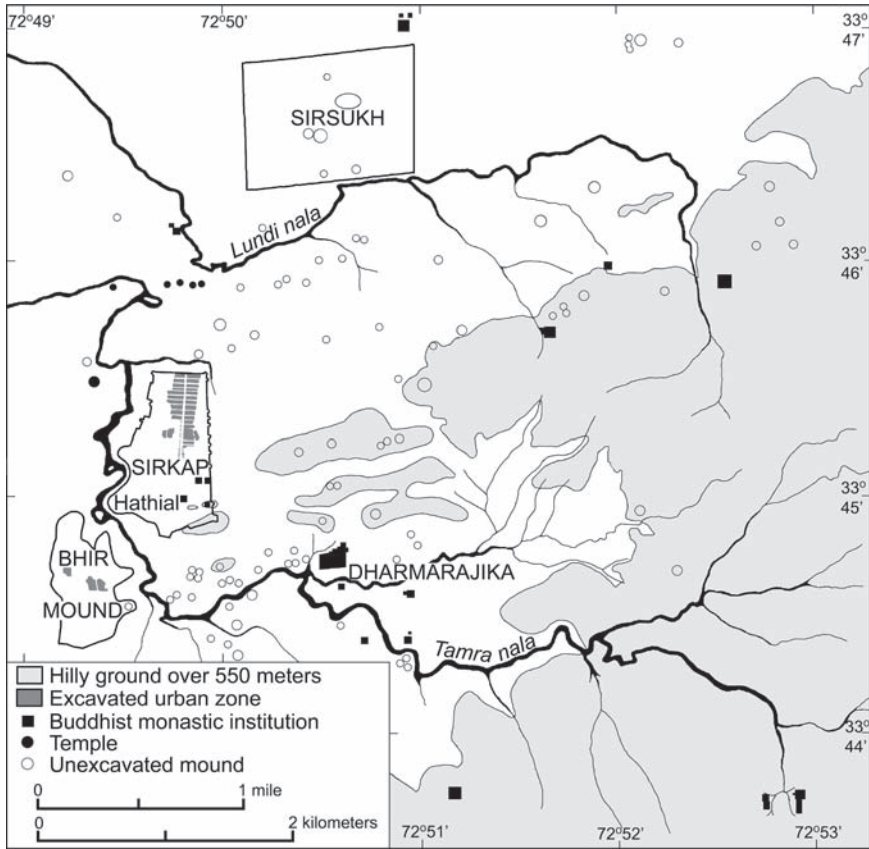 72°49'
72°50'
33°
47'
SIRSUKH
Lundi nala
33°
46'
SIRKAP
Hathial
33°
45'
BHIR
MOUND
DHARMARAJIKA
Tamra nala
Hilly ground over 550 meters
Excavated urban zone
Buddhist monastic institution
Temple
Unexcavated mound
0 1 mile
0 2 kilometers
33°
44'
72°51'
72°52'
72°53'